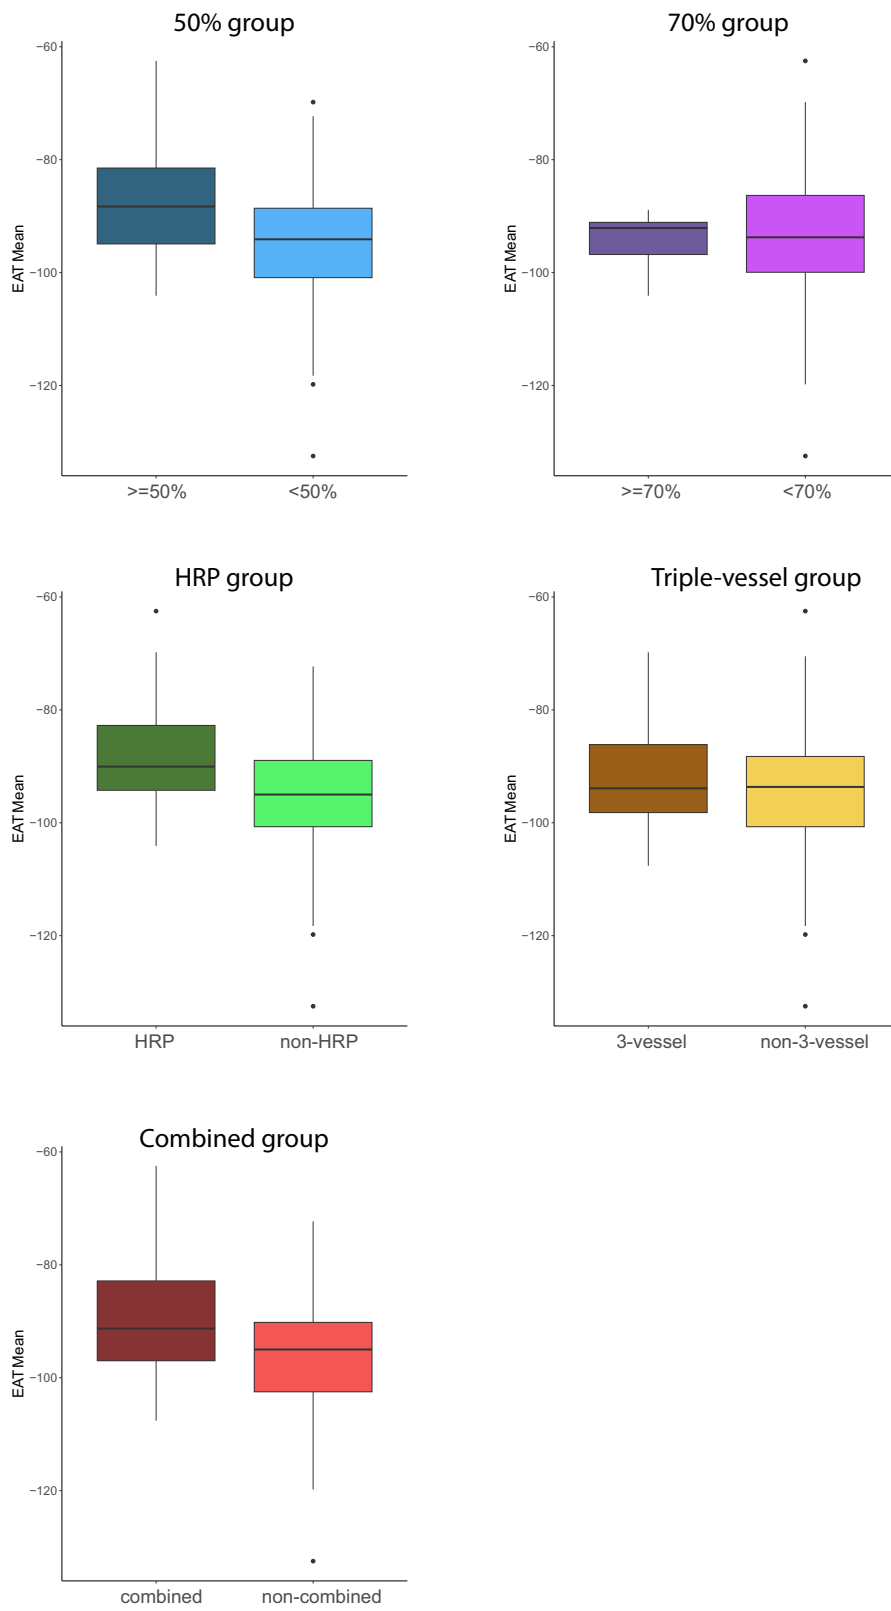 50% group
−60
−80
−100
−120
EAT Mean
>=50%
<50%
70% group
−60
−80
−100
−120
EAT Mean
>=70%
<70%
HRP group
−60
−80
−100
−120
EAT Mean
HRP
non-HRP
Triple-vessel group
−60
−80
−100
−120
EAT Mean
3-vessel
non-3-vessel
Combined group
−60
−80
−100
−120
EAT Mean
combined
non-combined